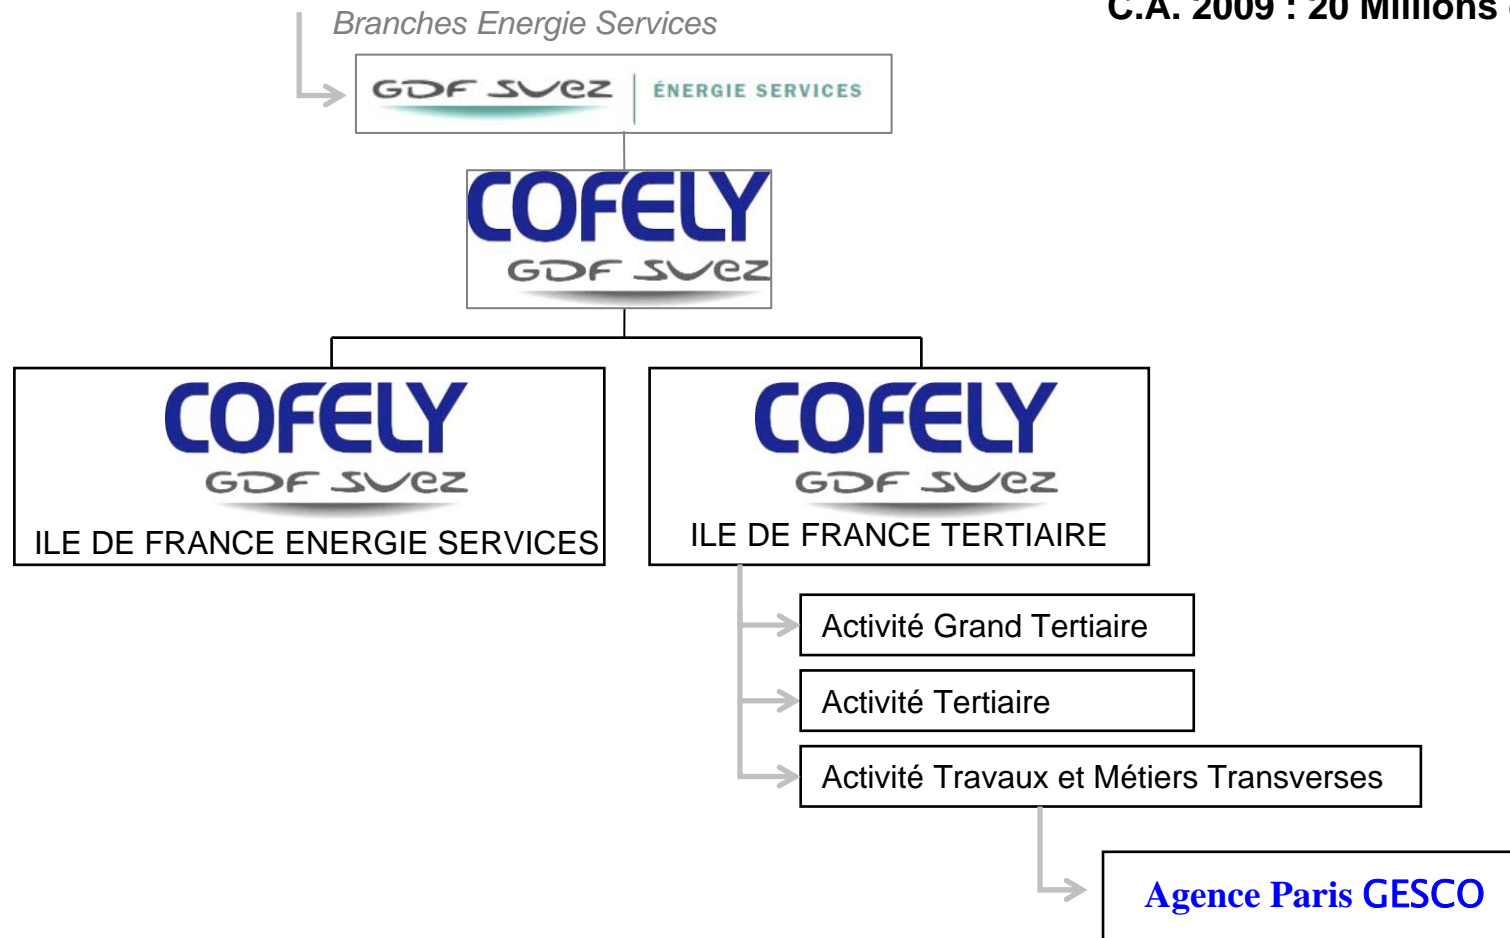 C.A. 2009 : 20 Millions
Branches Energie Services
GDF SUEZ ÉNERGIE SERVICES
COFELY
GDF SUEZ
COFELY
GDF SUEZ
ILE DE FRANCE ENERGIE SERVICES
COFELY
GDF SUEZ
ILE DE FRANCE TERTIAIRE
Activité Grand Tertiaire
Activité Tertiaire
Activité Travaux et Métiers Transverses
Agence Paris GESCO